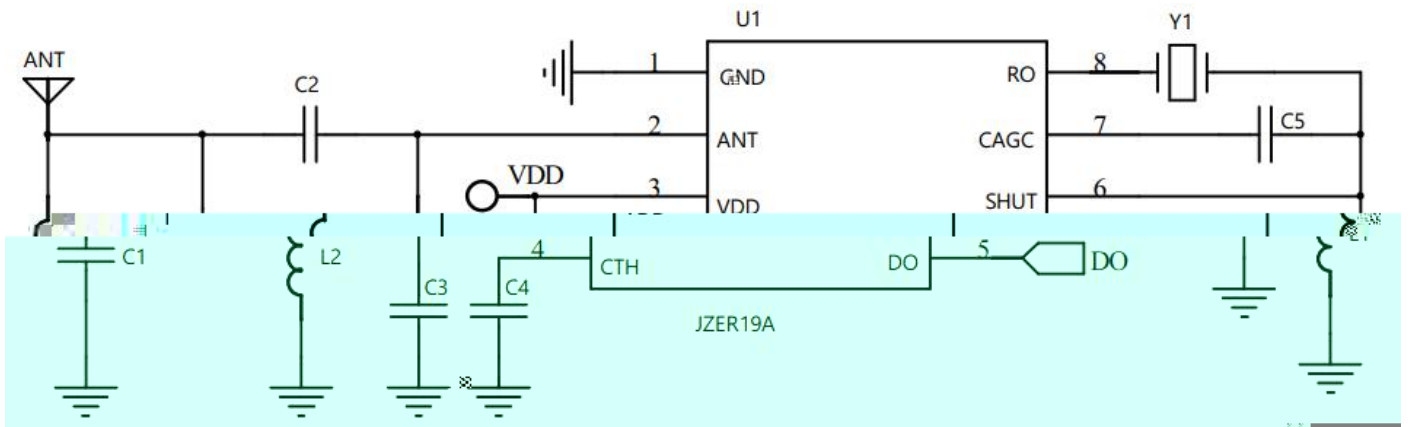 U1
Y1
ANT
C2
1
GND
RO
8
2
ANT
CAGC
7
C5
VDD
3
VDD
SHUT
6
C1
L2
C3
4
C4
CTH
DO
5
DO
JZER19A